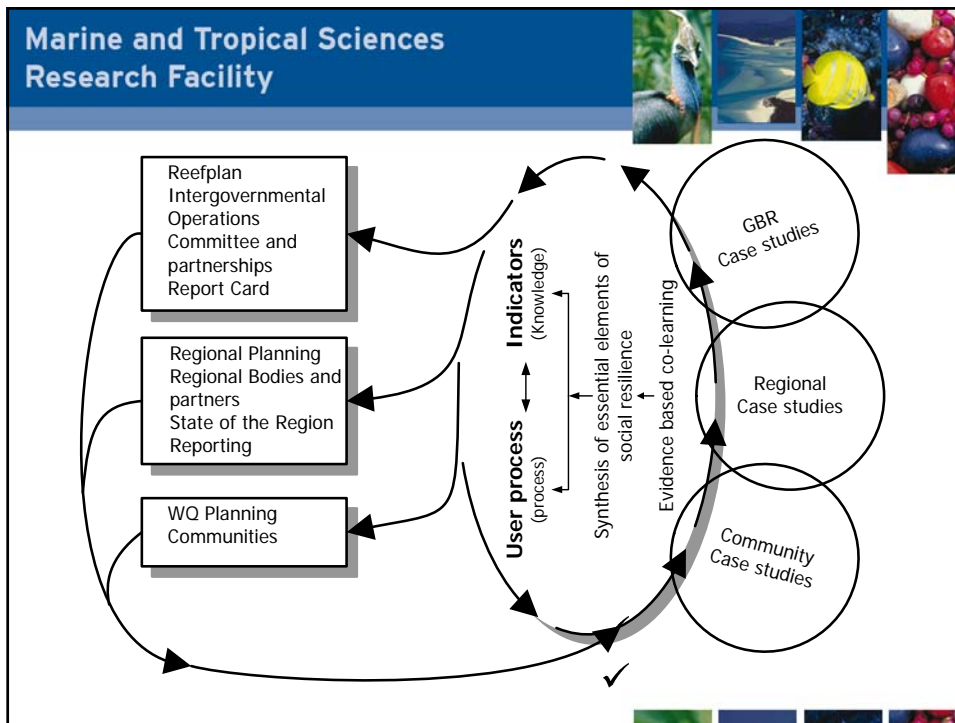 Marine and Tropical Sciences
Research Facility
Reefplan
Intergovernmental
Operations
Committee and
partnerships
Report Card
Regional Planning
Regional Bodies and
partners
State of the Region
Reporting
WQ Planning
Communities
Indicators
(Knowledge)
User process
(process)
Synthesis of essential elements of
social resilience
Evidence based co-learning
GBR
Case studies
Regional
Case studies
Community
Case studies